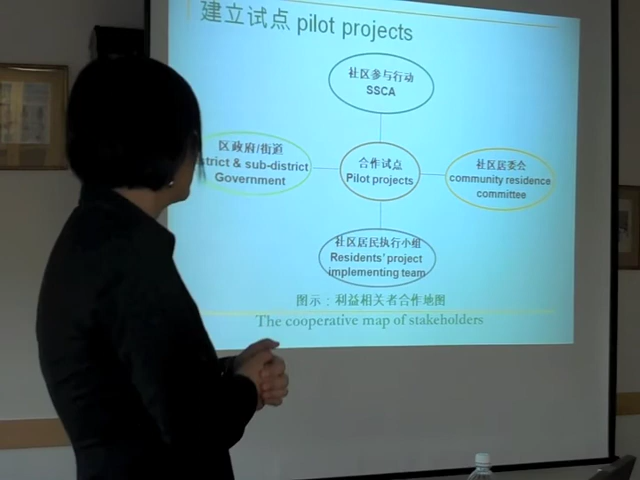 建立试点 pilot projects
社区参与行动
SSCA
区政府/街道
trict & sub-district
Government
合作试点
Pilot projects
社区居委会
community residence
committee
社区居民执行小组
Residents' project
implementing team
图示：利益相关者合作地图
The cooperative map of stakeholders